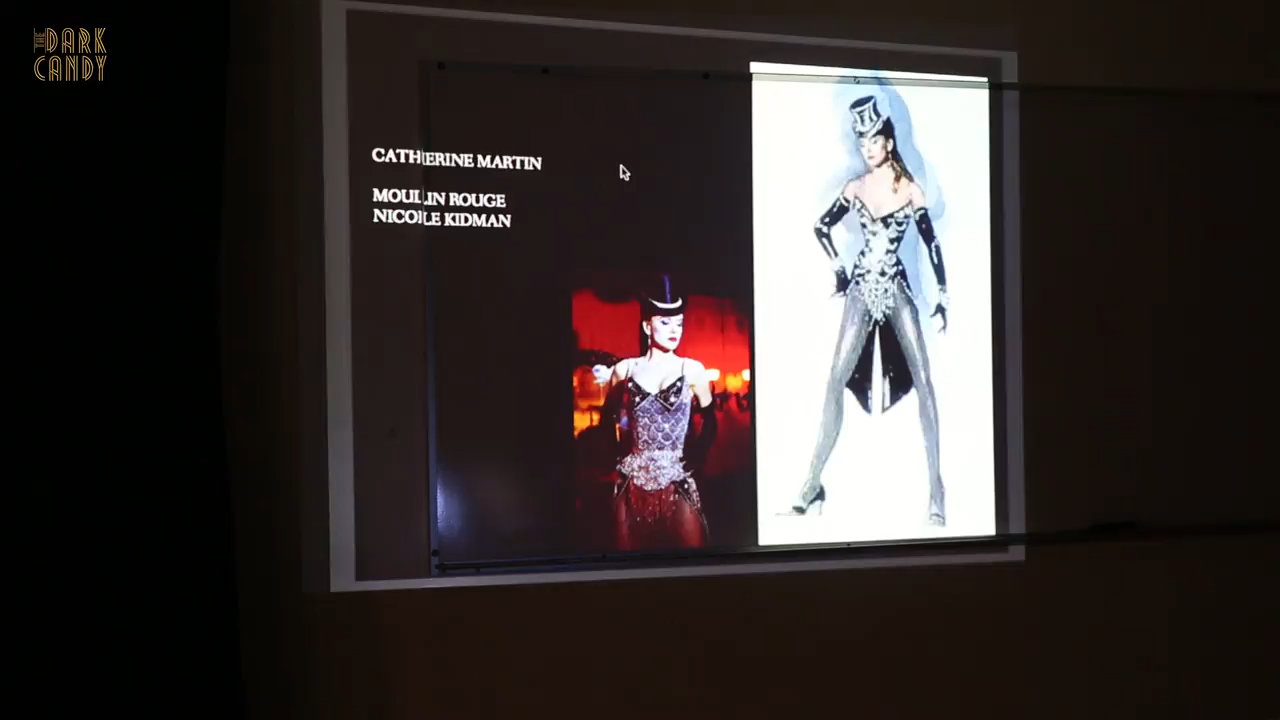 THE DARK
CANDY
CATHERINE MARTIN
MOULIN ROUGE
NICOLE KIDMAN